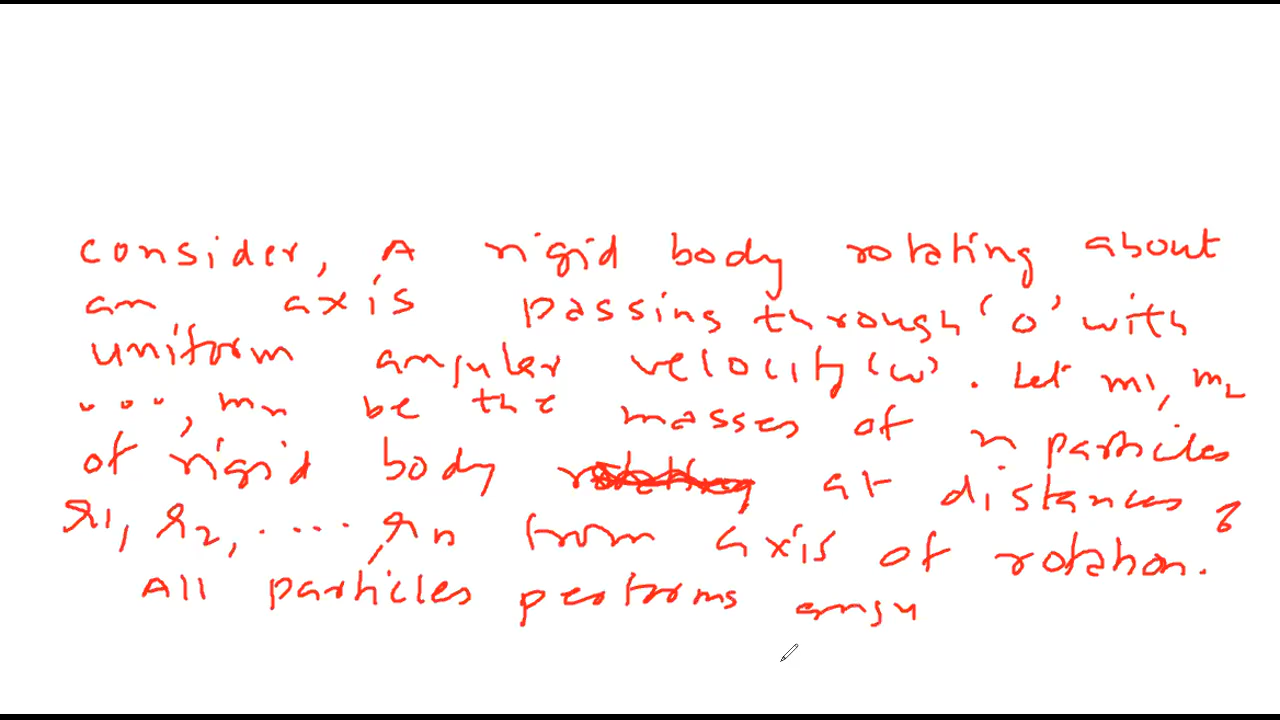 consider, A rigid body rotating about
an axis passing through 'o' with
uniform angular velocity (ω). Let m1, m2
...., mn be the masses of n particles
of rigid body at distances
r1, r2, .... rn from axis of rotation.
All particles performs angu